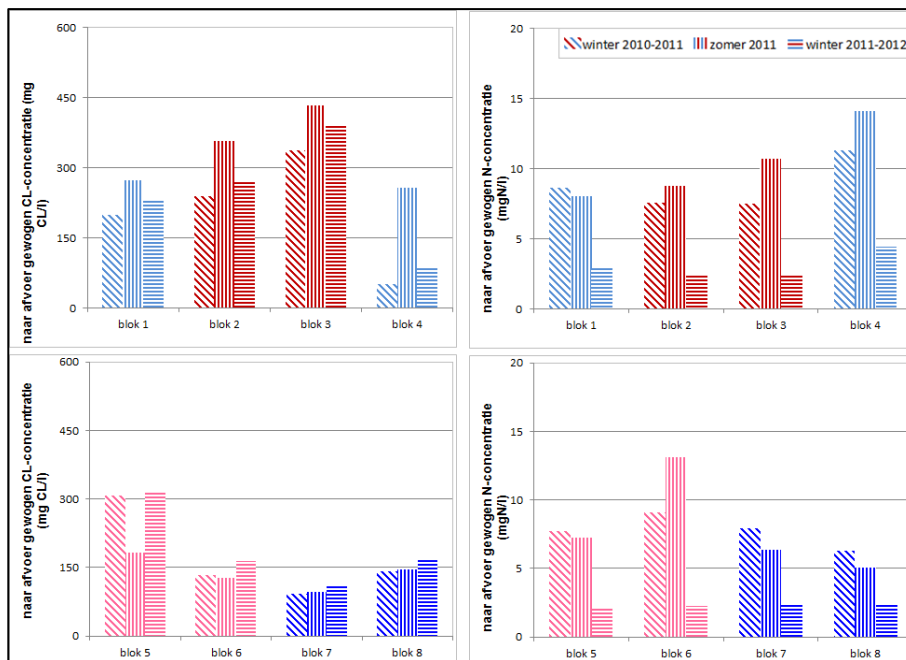 naar afvoer gewogen CL-concentratie (mg
CL/l)
600
450
300
150
0
blok 1 blok 2 blok 3 blok 4
naar afvoer gewogen N-concentratie
(mgN/l)
20
15
10
5
0
winter 2010-2011 zomer 2011 winter 2011-2012
blok 1 blok 2 blok 3 blok 4
naar afvoer gewogen CL-concentratie
(mg CL/l)
600
450
300
150
0
blok 5 blok 6 blok 7 blok 8
naar afvoer gewogen N-concentratie
(mgN/l)
20
15
10
5
0
blok 5 blok 6 blok 7 blok 8